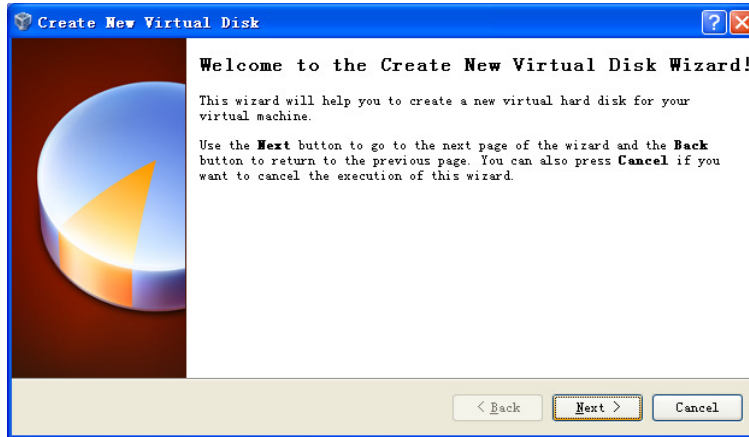 Create New Virtual Disk
Welcome to the Create New Virtual Disk Wizard!
This wizard will help you to create a new virtual hard disk for your
virtual machine.
Use the Next button to go to the next page of the wizard and the Back
button to return to the previous page. You can also press Cancel if you
want to cancel the execution of this wizard.
< Back Next > Cancel